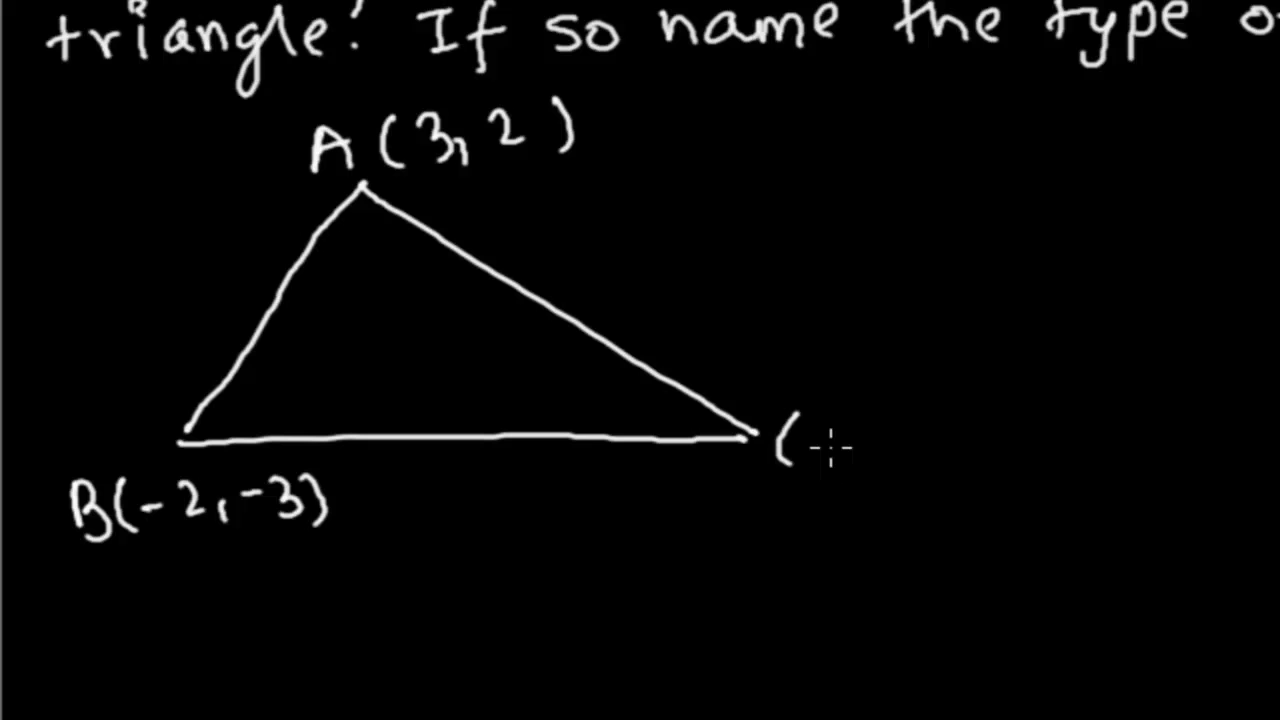 triangle? If so name the type o
A (3, 2)
(
B(-2, -3)